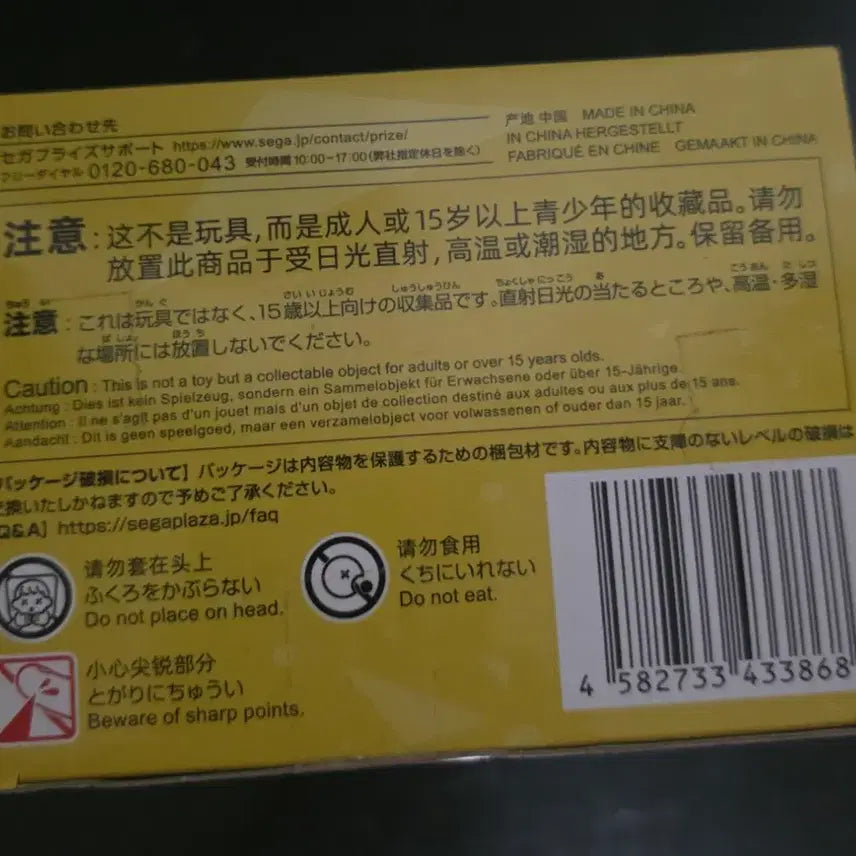 お問い合わせ先
セガプライズサポート https://www.sega.jp/contact/prize/
フリーダイヤル 0120-680-043 受付時間 10:00~17:00(弊社指定休日を除く)
产地 中国 MADE IN CHINA
IN CHINA HERGESTELLT
FABRIQUÉ EN CHINE GEMAAKT IN CHINA
注意:这不是玩具,而是成人或15岁以上青少年的收藏品。请勿
放置此商品于受日光直射,高温或潮湿的地方。保留备用。
注意:これは玩具ではなく、15歳以上向けの収集品です。直射日光の当たるところや、高温・多湿
な場所には放置しないでください。
Caution : This is not a toy but a collectable object for adults or over 15 years olds.
Achtung : Dies ist kein Spielzeug, sondern ein Sammelobjekt für Erwachsene oder über 15-Jährige.
Attention : Il ne s'agit pas d'un jouet mais d'un objet de collection destiné aux adultes ou aux plus de 15 ans.
Aandacht : Dit is geen speelgoed, maar een verzamelobject voor volwassenen of ouder dan 15 jaar.
パッケージ破損について】パッケージは内容物を保護するための梱包材です。内容物に支障のないレベルの破損は
交換いたしかねますので予めご了承ください。
Q&A】https://segaplaza.jp/faq
请勿套在头上
ふくろをかぶらない
Do not place on head.
请勿食用
くちにいれない
Do not eat.
小心尖锐部分
とがりにちゅうい
Beware of sharp points.
4 582733 433868